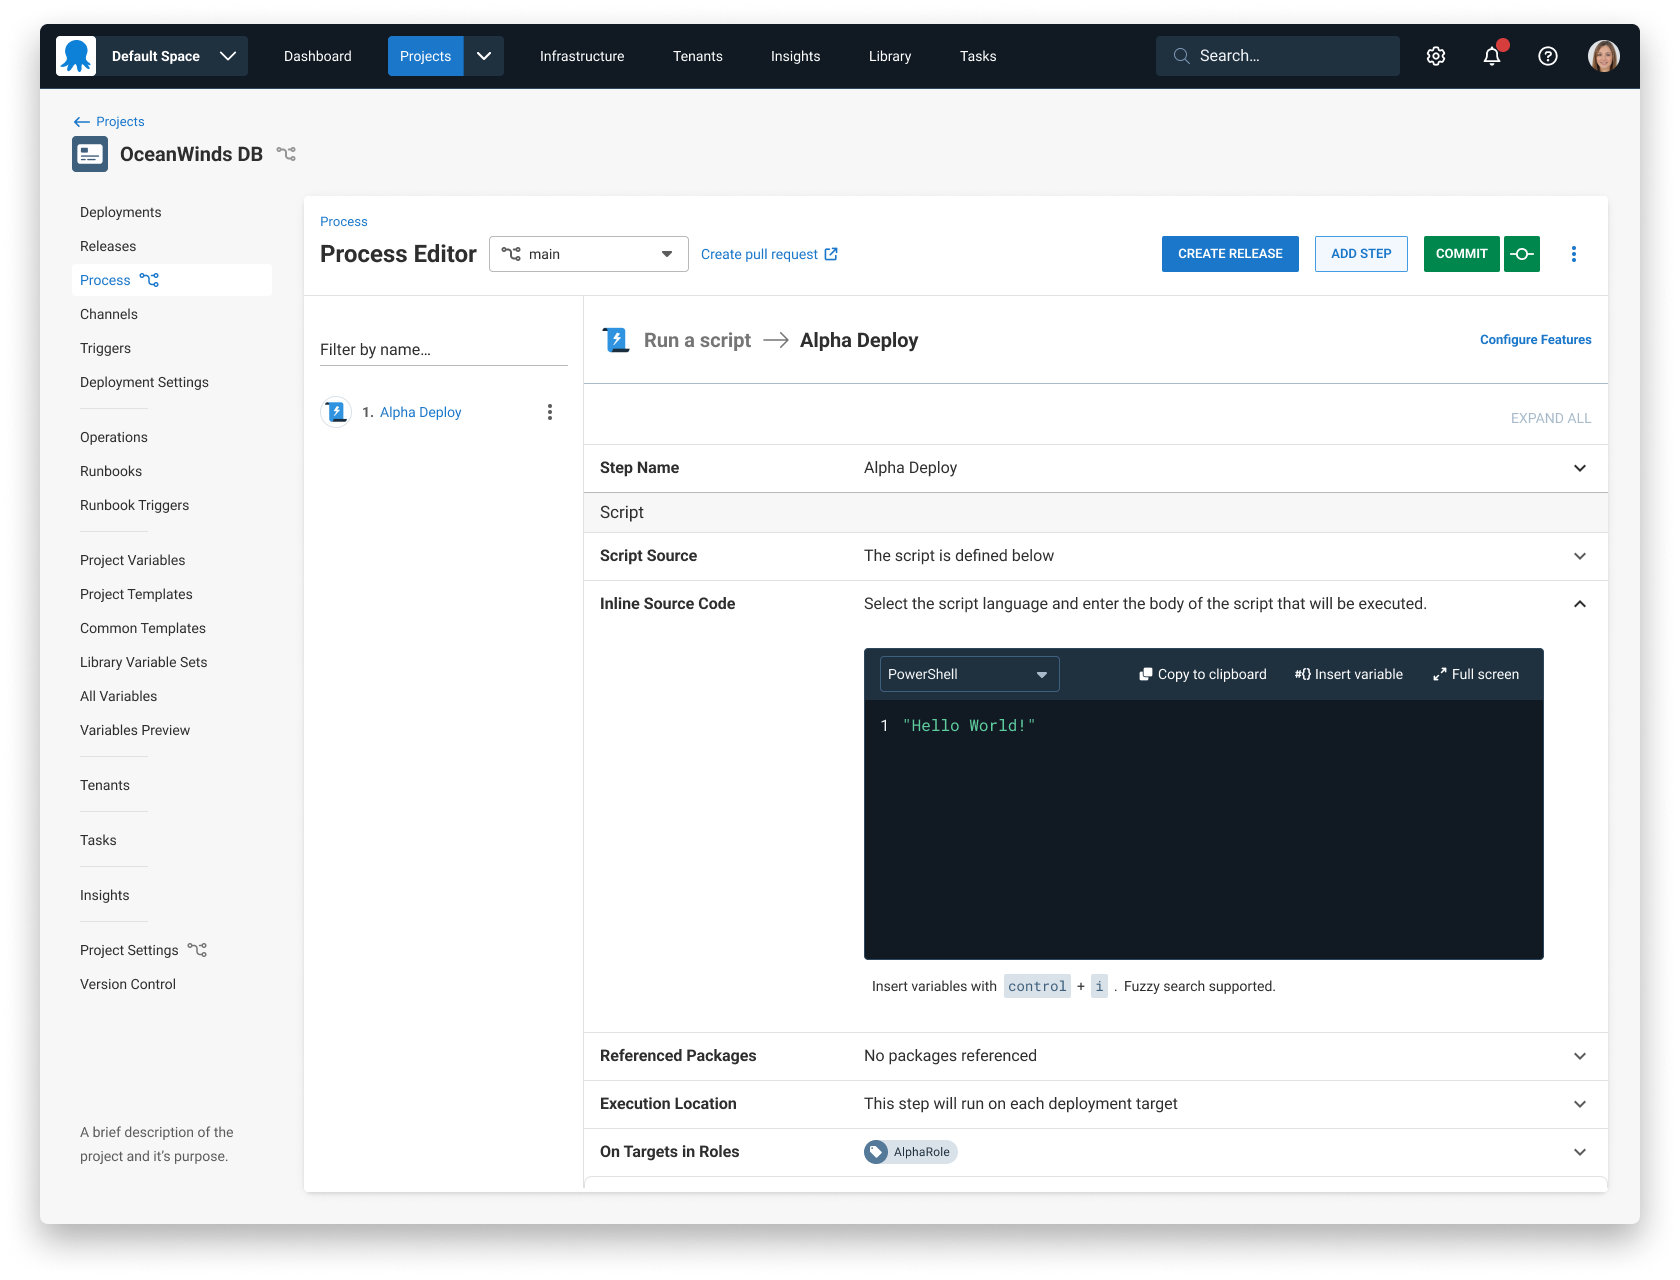 Default Space
Dashboard
Projects
Infrastructure
Tenants
Insights
Library
Tasks
Search...
Projects
OceanWinds DB
Deployments
Releases
Process
Channels
Triggers
Deployment Settings
Operations
Runbooks
Runbook Triggers
Project Variables
Project Templates
Common Templates
Library Variable Sets
All Variables
Variables Preview
Tenants
Tasks
Insights
Project Settings
Version Control
A brief description of the
project and it's purpose.
Process
Process Editor
main
Create pull request
CREATE RELEASE
ADD STEP
COMMIT
Filter by name...
1. Alpha Deploy
Run a script
Alpha Deploy
Configure Features
EXPAND ALL
Step Name
Alpha Deploy
Script
Script Source
The script is defined below
Inline Source Code
Select the script language and enter the body of the script that will be executed.
PowerShell
Copy to clipboard
#{} Insert variable
Full screen
1 "Hello World!"
Insert variables with control + i . Fuzzy search supported.
Referenced Packages
No packages referenced
Execution Location
This step will run on each deployment target
On Targets in Roles
AlphaRole